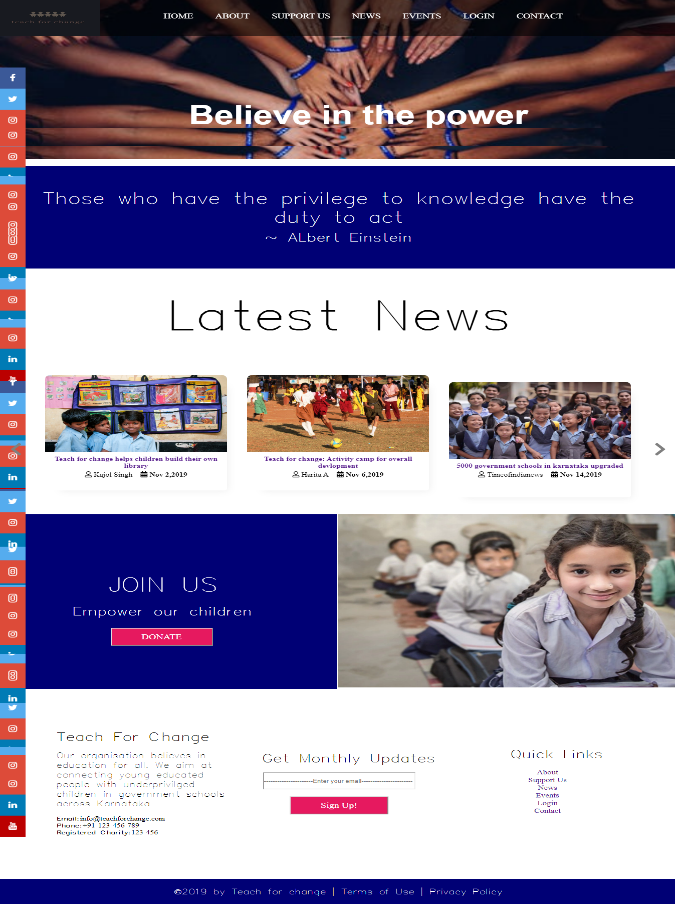 Teach for change
HOME ABOUT SUPPORT US NEWS EVENTS LOGIN CONTACT
Believe in the power
Those who have the privilege to knowledge have the
duty to act
~ ALbert Einstein
Latest News
Teach for change helps children build their own
library
Kajol Singh Nov 2,2019
Teach for change: Activity camp for overall
devlopment
Harita A Nov 6,2019
5000 government schools in karnataka upgraded
Timeofindianews Nov 14,2019
JOIN US
Empower our children
DONATE
Teach For Change
Our organisation believes in
education for all. We aim at
connecting young educated
people with underprivilged
children in government schools
across Karnataka
Email:info@teachforchange.com
Phone:+91-123-456-789
Registered Charity:123-456
Get Monthly Updates
----------------------Enter your email----------------------
Sign Up!
Quick Links
About
Support Us
News
Events
Login
Contact
©2019 by Teach for change | Terms of Use | Privacy Policy